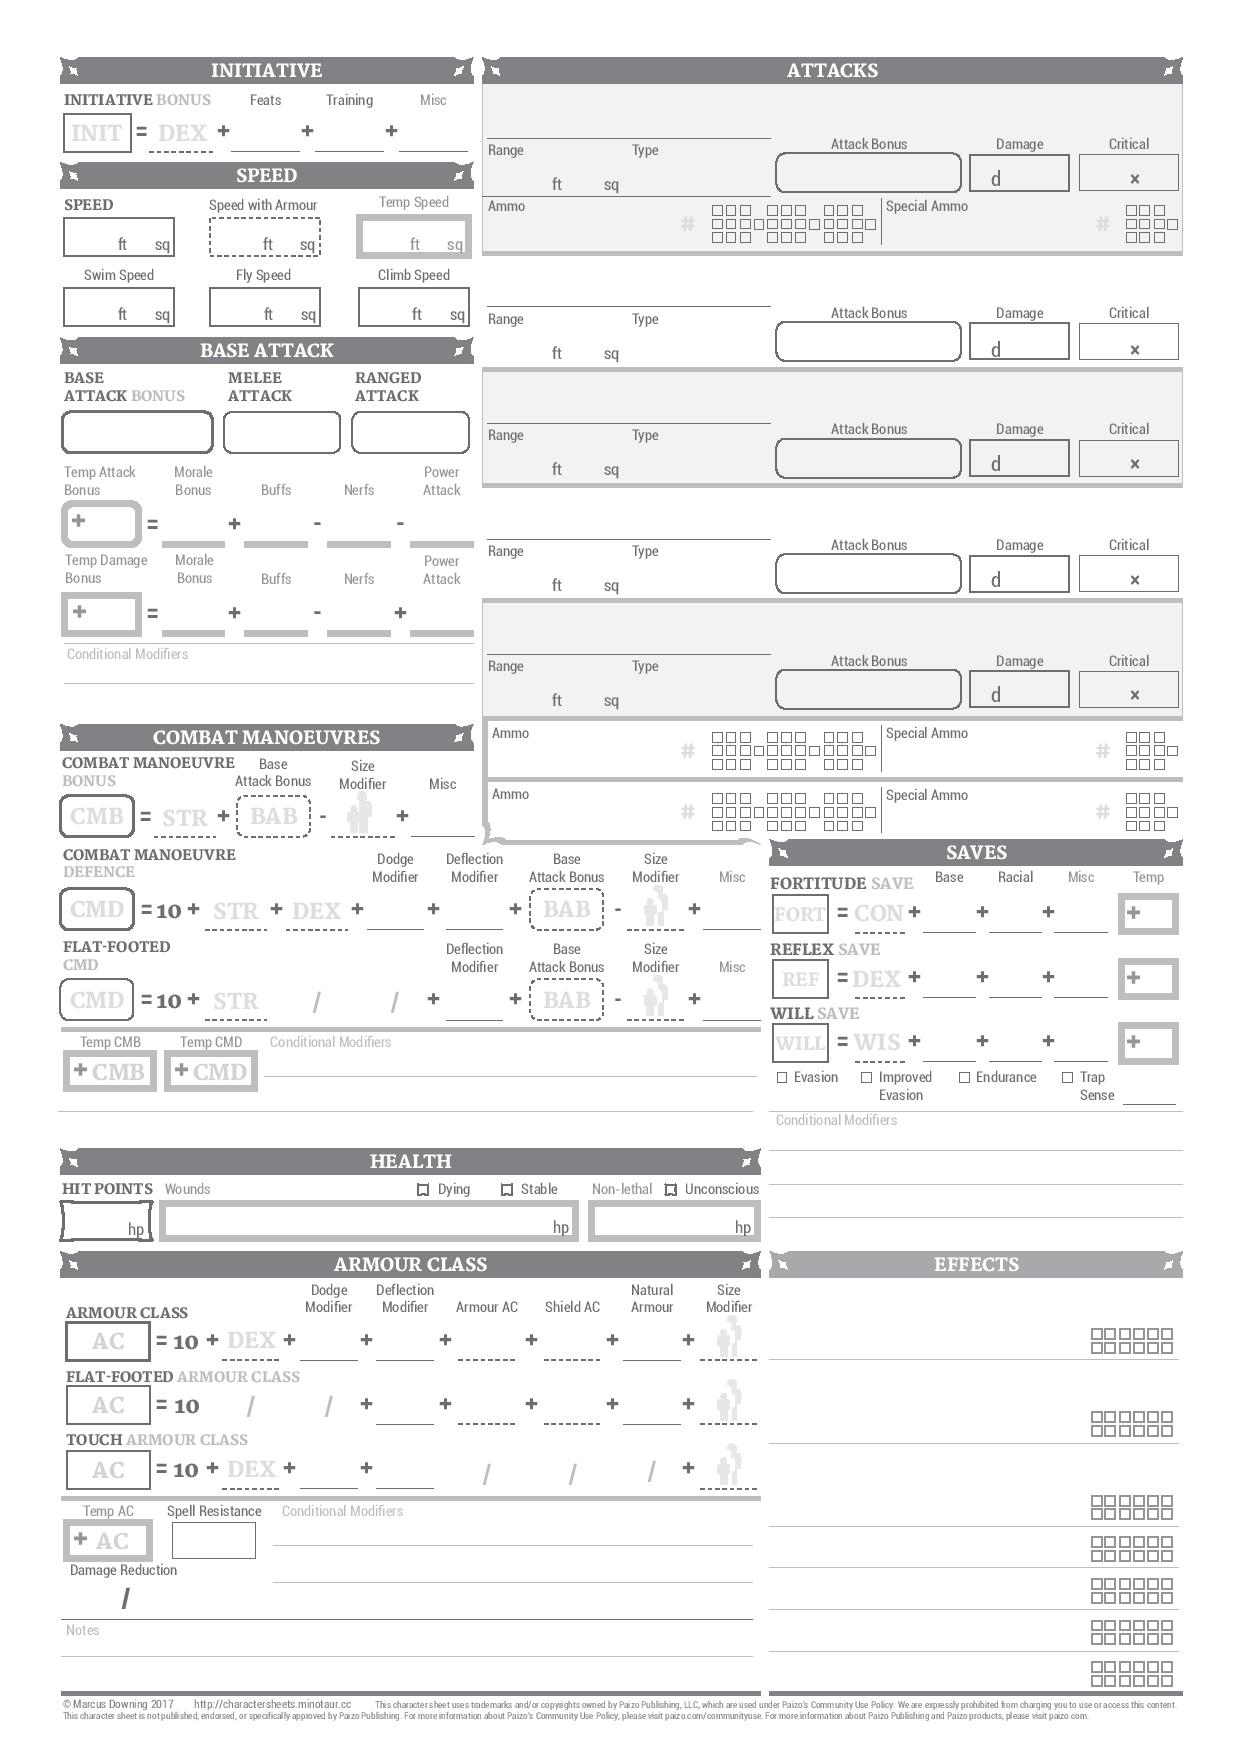 INITIATIVE
INITIATIVE BONUS Feats Training Misc
INIT = DEX + + +
SPEED
SPEED Speed with Armour Temp Speed
ft sq ft sq ft sq
Swim Speed Fly Speed Climb Speed
ft sq ft sq ft sq
BASE ATTACK
BASE ATTACK BONUS MELEE ATTACK RANGED ATTACK
Temp Attack Bonus Morale Bonus Buffs Nerfs Power Attack
+ = + - -
Temp Damage Bonus Morale Bonus Buffs Nerfs Power Attack
+ = + - +
Conditional Modifiers
ATTACKS
Range Type Attack Bonus Damage Critical
ft sq d ×
Ammo # Special Ammo #
Range Type Attack Bonus Damage Critical
ft sq d ×
Range Type Attack Bonus Damage Critical
ft sq d ×
Range Type Attack Bonus Damage Critical
ft sq d ×
Range Type Attack Bonus Damage Critical
ft sq d ×
Ammo # Special Ammo #
Ammo # Special Ammo #
COMBAT MANOEUVRES
COMBAT MANOEUVRE BONUS Base Attack Bonus Size Modifier Misc
CMB = STR + BAB - +
COMBAT MANOEUVRE DEFENCE Dodge Modifier Deflection Modifier Base Attack Bonus Size Modifier Misc
CMD = 10 + STR + DEX + + + BAB - +
FLAT-FOOTED CMD Deflection Modifier Base Attack Bonus Size Modifier Misc
CMD = 10 + STR / / + + BAB - +
Temp CMB Temp CMD Conditional Modifiers
+ CMB + CMD
SAVES
FORTITUDE SAVE Base Racial Misc Temp
FORT = CON + + + +
REFLEX SAVE
REF = DEX + + + +
WILL SAVE
WILL = WIS + + + +
Evasion Improved Evasion Endurance Trap Sense
Conditional Modifiers
HEALTH
HIT POINTS Wounds Dying Stable Non-lethal Unconscious
hp hp hp
ARMOUR CLASS
ARMOUR CLASS Dodge Modifier Deflection Modifier Armour AC Shield AC Natural Armour Size Modifier
AC = 10 + DEX + + + + + +
FLAT-FOOTED ARMOUR CLASS
AC = 10 / / + + + + +
TOUCH ARMOUR CLASS
AC = 10 + DEX + + / / / +
Temp AC Spell Resistance Conditional Modifiers
+ AC
Damage Reduction
/
Notes
EFFECTS
© Marcus Downing 2017 http://charactersheets.minotaur.cc This character sheet uses trademarks and/or copyrights owned by Paizo Publishing, LLC, which are used under Paizo's Community Use Policy. We are expressly prohibited from charging you to use or access this content.
This character sheet is not published, endorsed, or specifically approved by Paizo Publishing. For more information about Paizo's Community Use Policy, please visit paizo.com/communityuse. For more information about Paizo Publishing and Paizo products, please visit paizo.com.